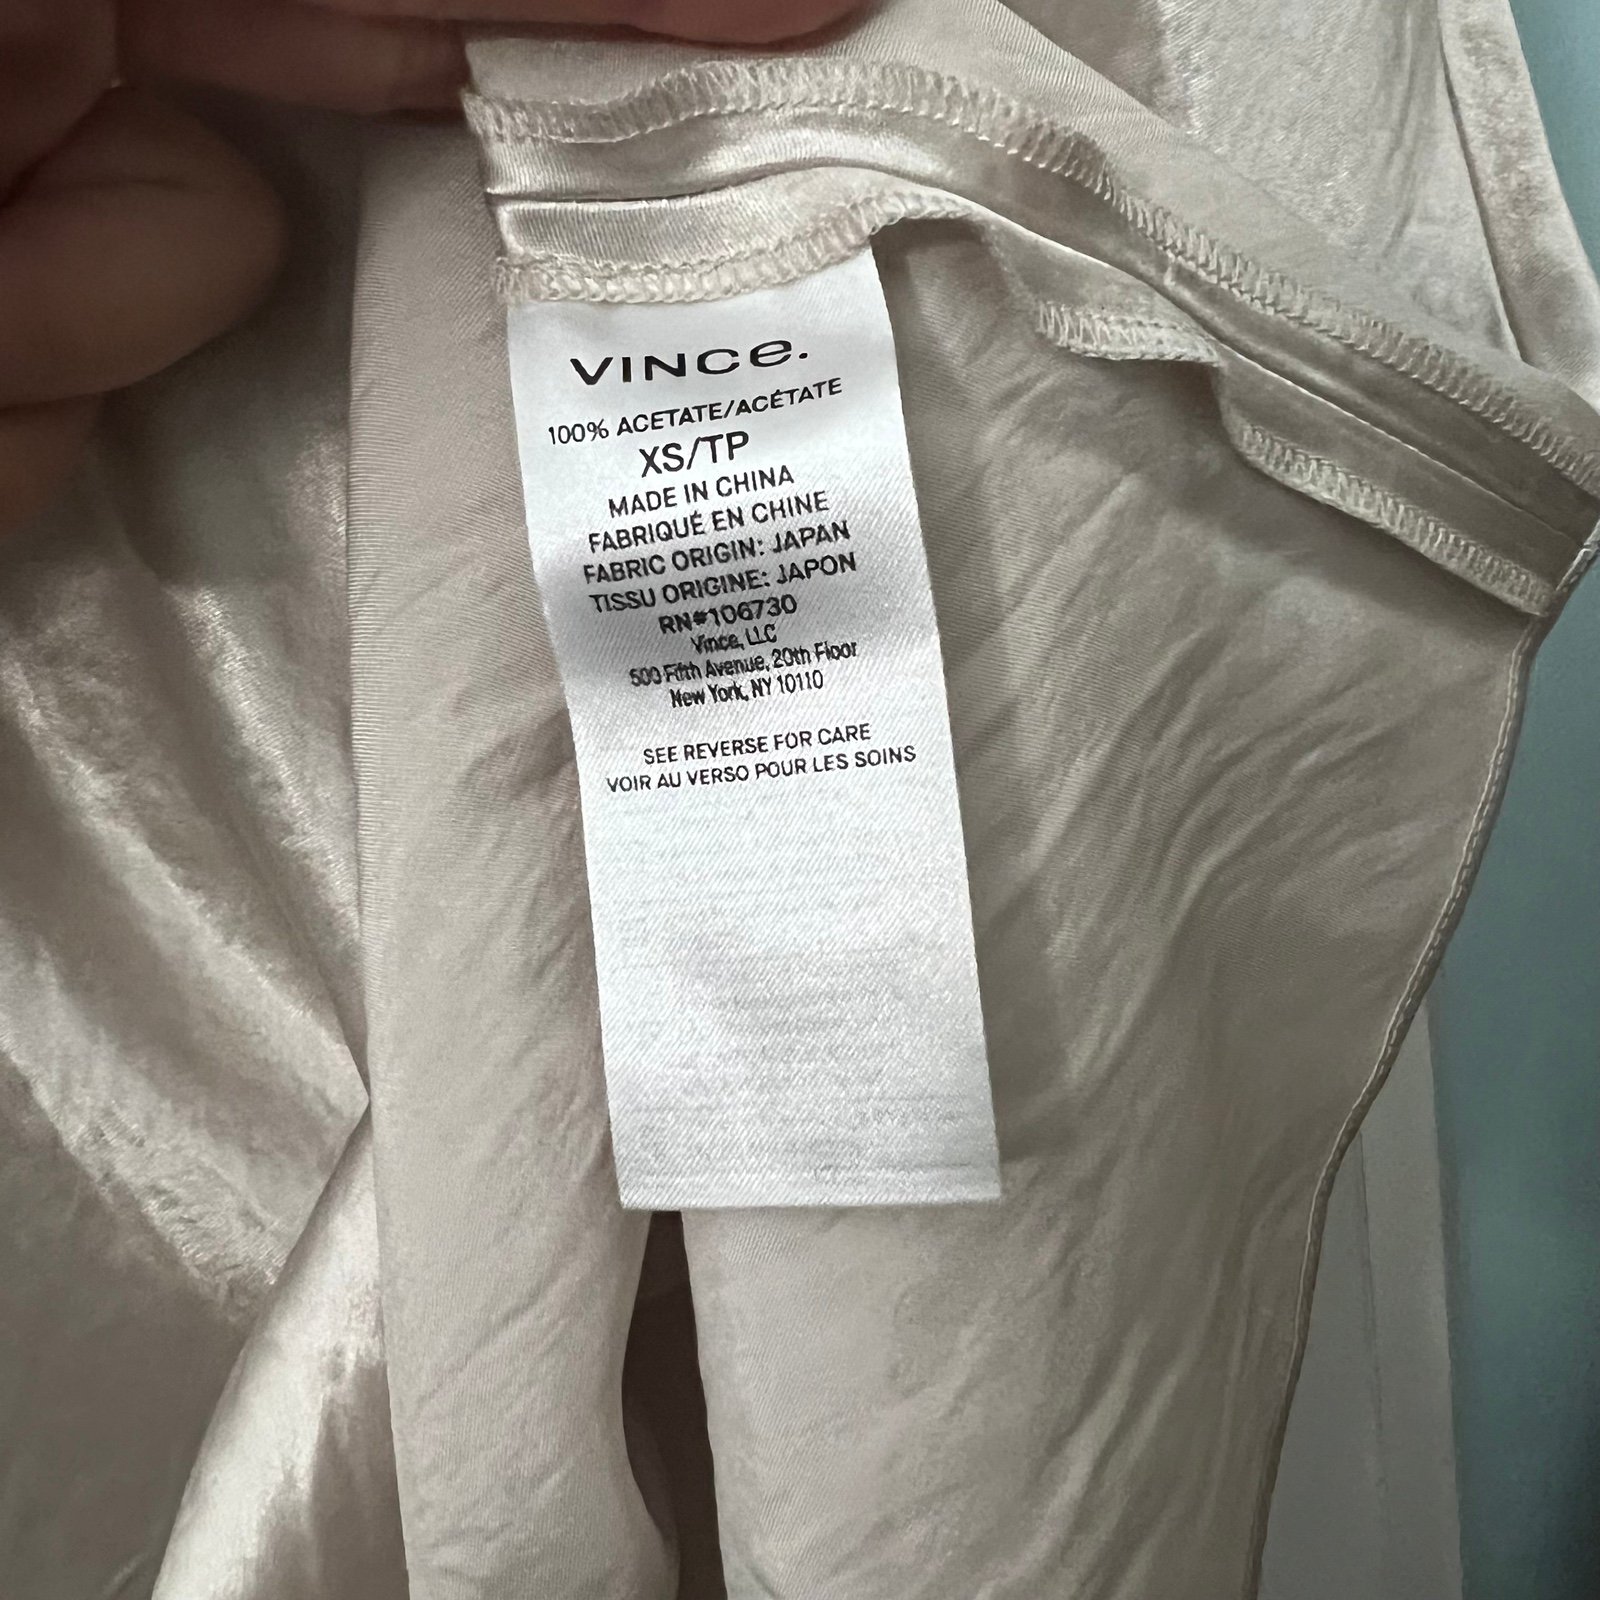 VINCe.
100% ACETATE/ACÉTATE
XS/TP
MADE IN CHINA
FABRIQUÉ EN CHINE
FABRIC ORIGIN: JAPAN
TISSU ORIGINE: JAPON
RN#106730
Vince, LLC
500 Fifth Avenue, 20th Floor
New York, NY 10110
SEE REVERSE FOR CARE
VOIR AU VERSO POUR LES SOINS